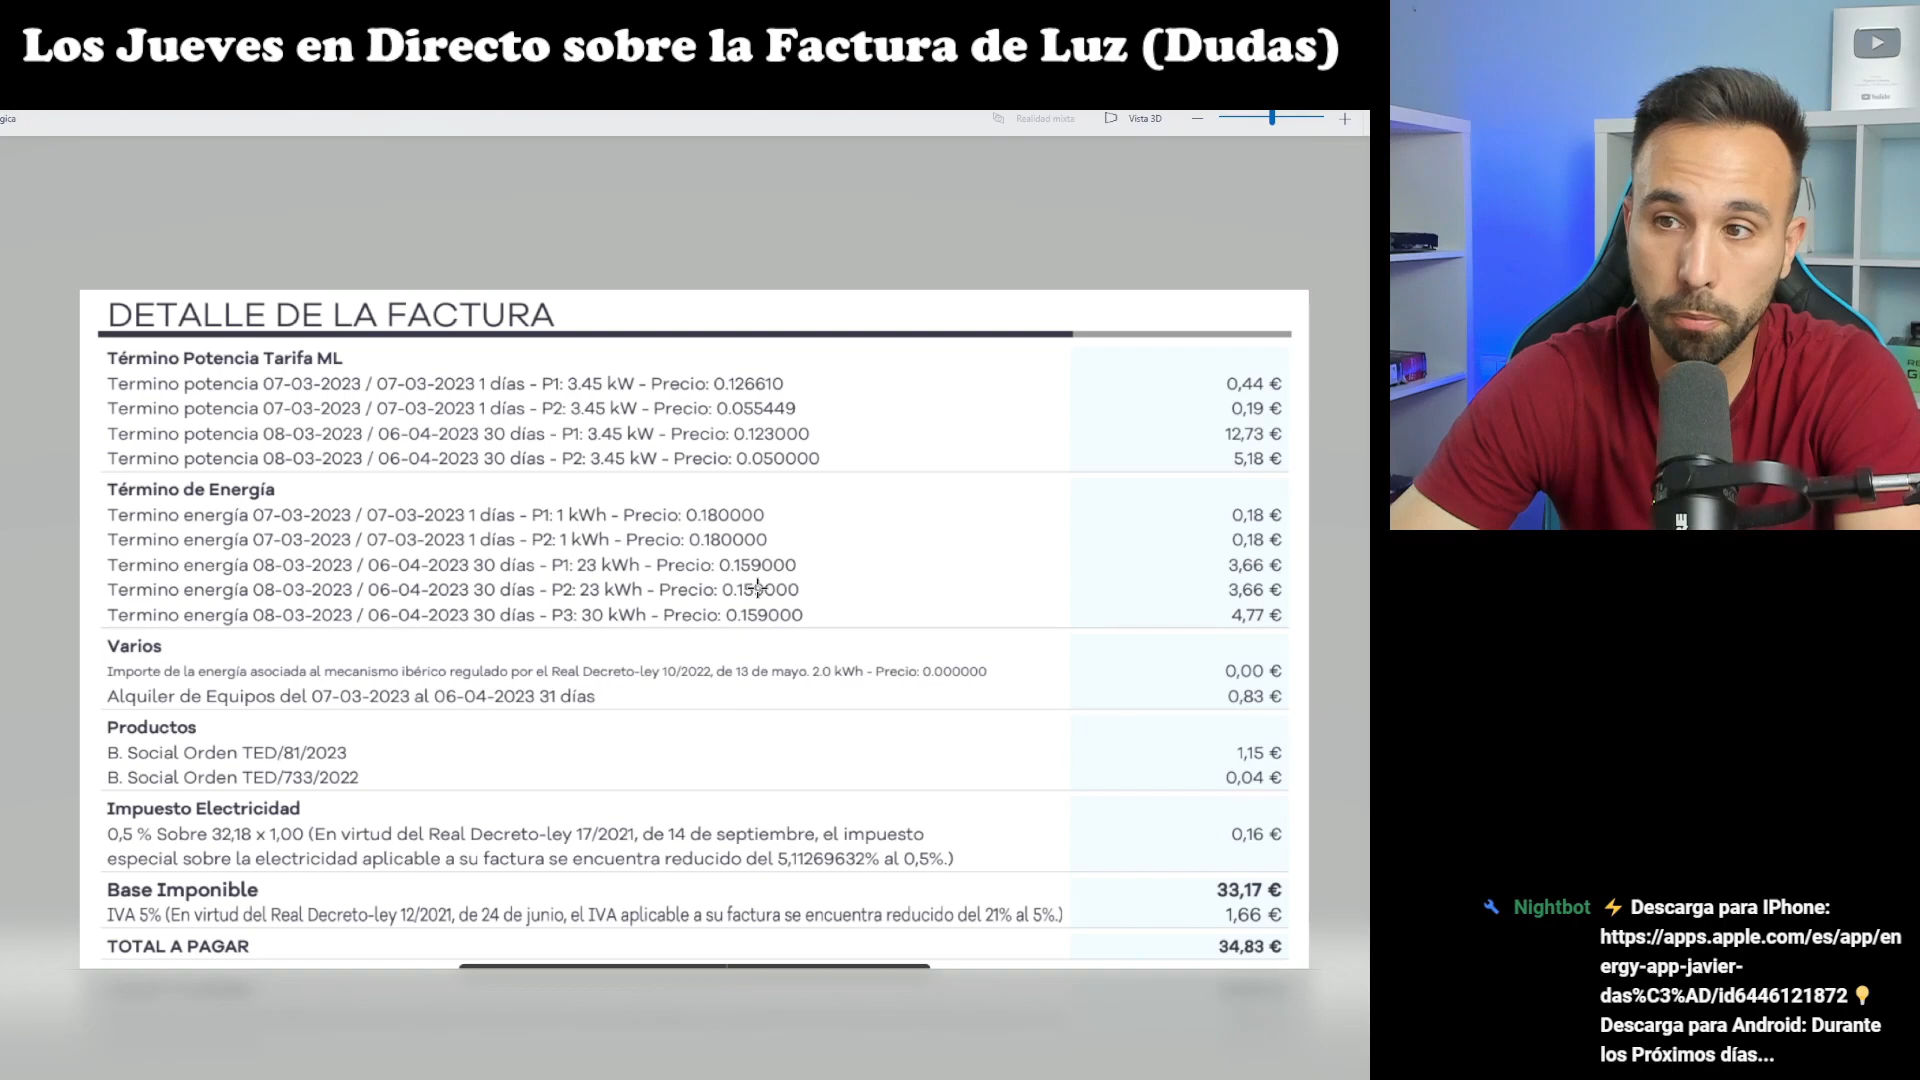 Los Jueves en Directo sobre la Factura de Luz (Dudas)
gica
Realidad mixta
Vista 3D
DETALLE DE LA FACTURA
Término Potencia Tarifa ML
Termino potencia 07-03-2023 / 07-03-2023 1 días - P1: 3.45 kW - Precio: 0.126610 0,44 €
Termino potencia 07-03-2023 / 07-03-2023 1 días - P2: 3.45 kW - Precio: 0.055449 0,19 €
Termino potencia 08-03-2023 / 06-04-2023 30 días - P1: 3.45 kW - Precio: 0.123000 12,73 €
Termino potencia 08-03-2023 / 06-04-2023 30 días - P2: 3.45 kW - Precio: 0.050000 5,18 €
Término de Energía
Termino energía 07-03-2023 / 07-03-2023 1 días - P1: 1 kWh - Precio: 0.180000 0,18 €
Termino energía 07-03-2023 / 07-03-2023 1 días - P2: 1 kWh - Precio: 0.180000 0,18 €
Termino energía 08-03-2023 / 06-04-2023 30 días - P1: 23 kWh - Precio: 0.159000 3,66 €
Termino energía 08-03-2023 / 06-04-2023 30 días - P2: 23 kWh - Precio: 0.159000 3,66 €
Termino energía 08-03-2023 / 06-04-2023 30 días - P3: 30 kWh - Precio: 0.159000 4,77 €
Varios
Importe de la energía asociada al mecanismo ibérico regulado por el Real Decreto-ley 10/2022, de 13 de mayo. 2.0 kWh - Precio: 0.000000 0,00 €
Alquiler de Equipos del 07-03-2023 al 06-04-2023 31 días 0,83 €
Productos
B. Social Orden TED/81/2023 1,15 €
B. Social Orden TED/733/2022 0,04 €
Impuesto Electricidad
0,5 % Sobre 32,18 x 1,00 (En virtud del Real Decreto-ley 17/2021, de 14 de septiembre, el impuesto 0,16 €
especial sobre la electricidad aplicable a su factura se encuentra reducido del 5,11269632% al 0,5%.)
Base Imponible 33,17 €
IVA 5% (En virtud del Real Decreto-ley 12/2021, de 24 de junio, el IVA aplicable a su factura se encuentra reducido del 21% al 5%.) 1,66 €
TOTAL A PAGAR 34,83 €
YouTube
Nightbot ⚡ Descarga para IPhone:
https://apps.apple.com/es/app/en
ergy-app-javier-
das%C3%AD/id6446121872 💡
Descarga para Android: Durante
los Próximos días...